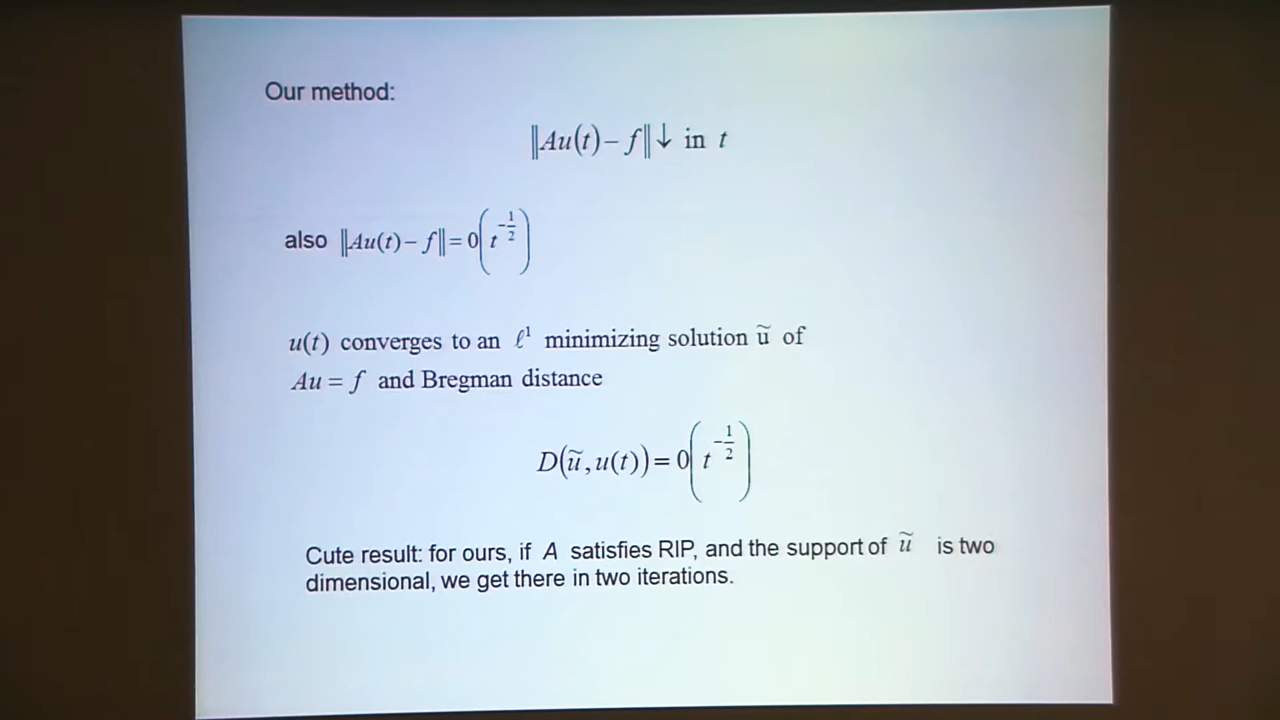 Our method:
‖Au(t) − f‖ ↓ in t
also ‖Au(t) − f‖ = 0(t^{-1/2})
u(t) converges to an ℓ¹ minimizing solution ũ of
Au = f and Bregman distance
D(ũ, u(t)) = 0(t^{-1/2})
Cute result: for ours, if A satisfies RIP, and the support of ũ is two
dimensional, we get there in two iterations.